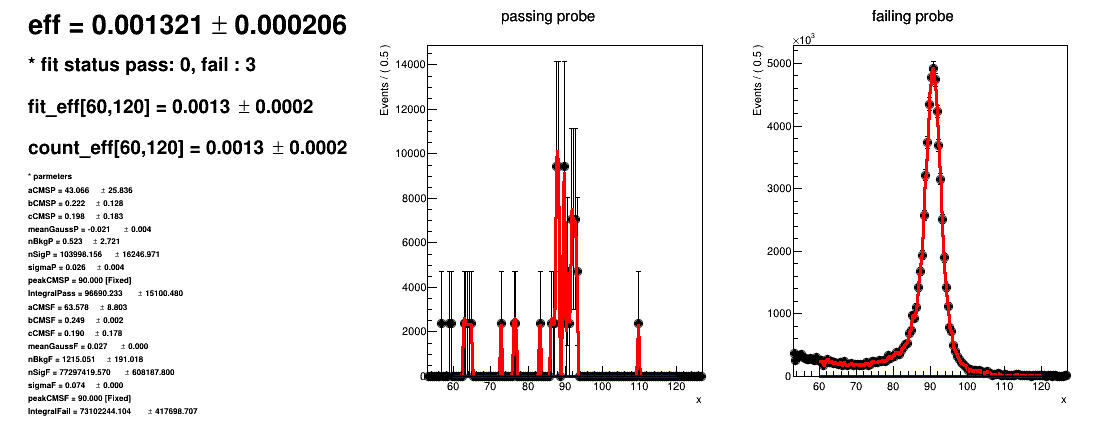 eff = 0.001321 ± 0.000206
* fit status pass: 0, fail : 3
fit_eff[60,120] = 0.0013 ± 0.0002
count_eff[60,120] = 0.0013 ± 0.0002
* parmeters
aCMSP = 43.066 ± 25.836
bCMSP = 0.222 ± 0.128
cCMSP = 0.198 ± 0.183
meanGaussP = -0.021 ± 0.004
nBkgP = 0.523 ± 2.721
nSigP = 103998.156 ± 16246.971
sigmaP = 0.026 ± 0.004
peakCMSP = 90.000 [Fixed]
IntegralPass = 96690.233 ± 15100.480
aCMSF = 63.578 ± 8.803
bCMSF = 0.249 ± 0.002
cCMSF = 0.190 ± 0.178
meanGaussF = 0.027 ± 0.000
nBkgF = 1215.051 ± 191.018
nSigF = 77297419.570 ± 608187.800
sigmaF = 0.074 ± 0.000
peakCMSF = 90.000 [Fixed]
IntegralFail = 73102244.104 ± 417698.707
passing probe
Events / ( 0.5 )
14000
12000
10000
8000
6000
4000
2000
0
60 70 80 90 100 110 120
x
failing probe
×10³
Events / ( 0.5 )
5000
4000
3000
2000
1000
0
60 70 80 90 100 110 120
x